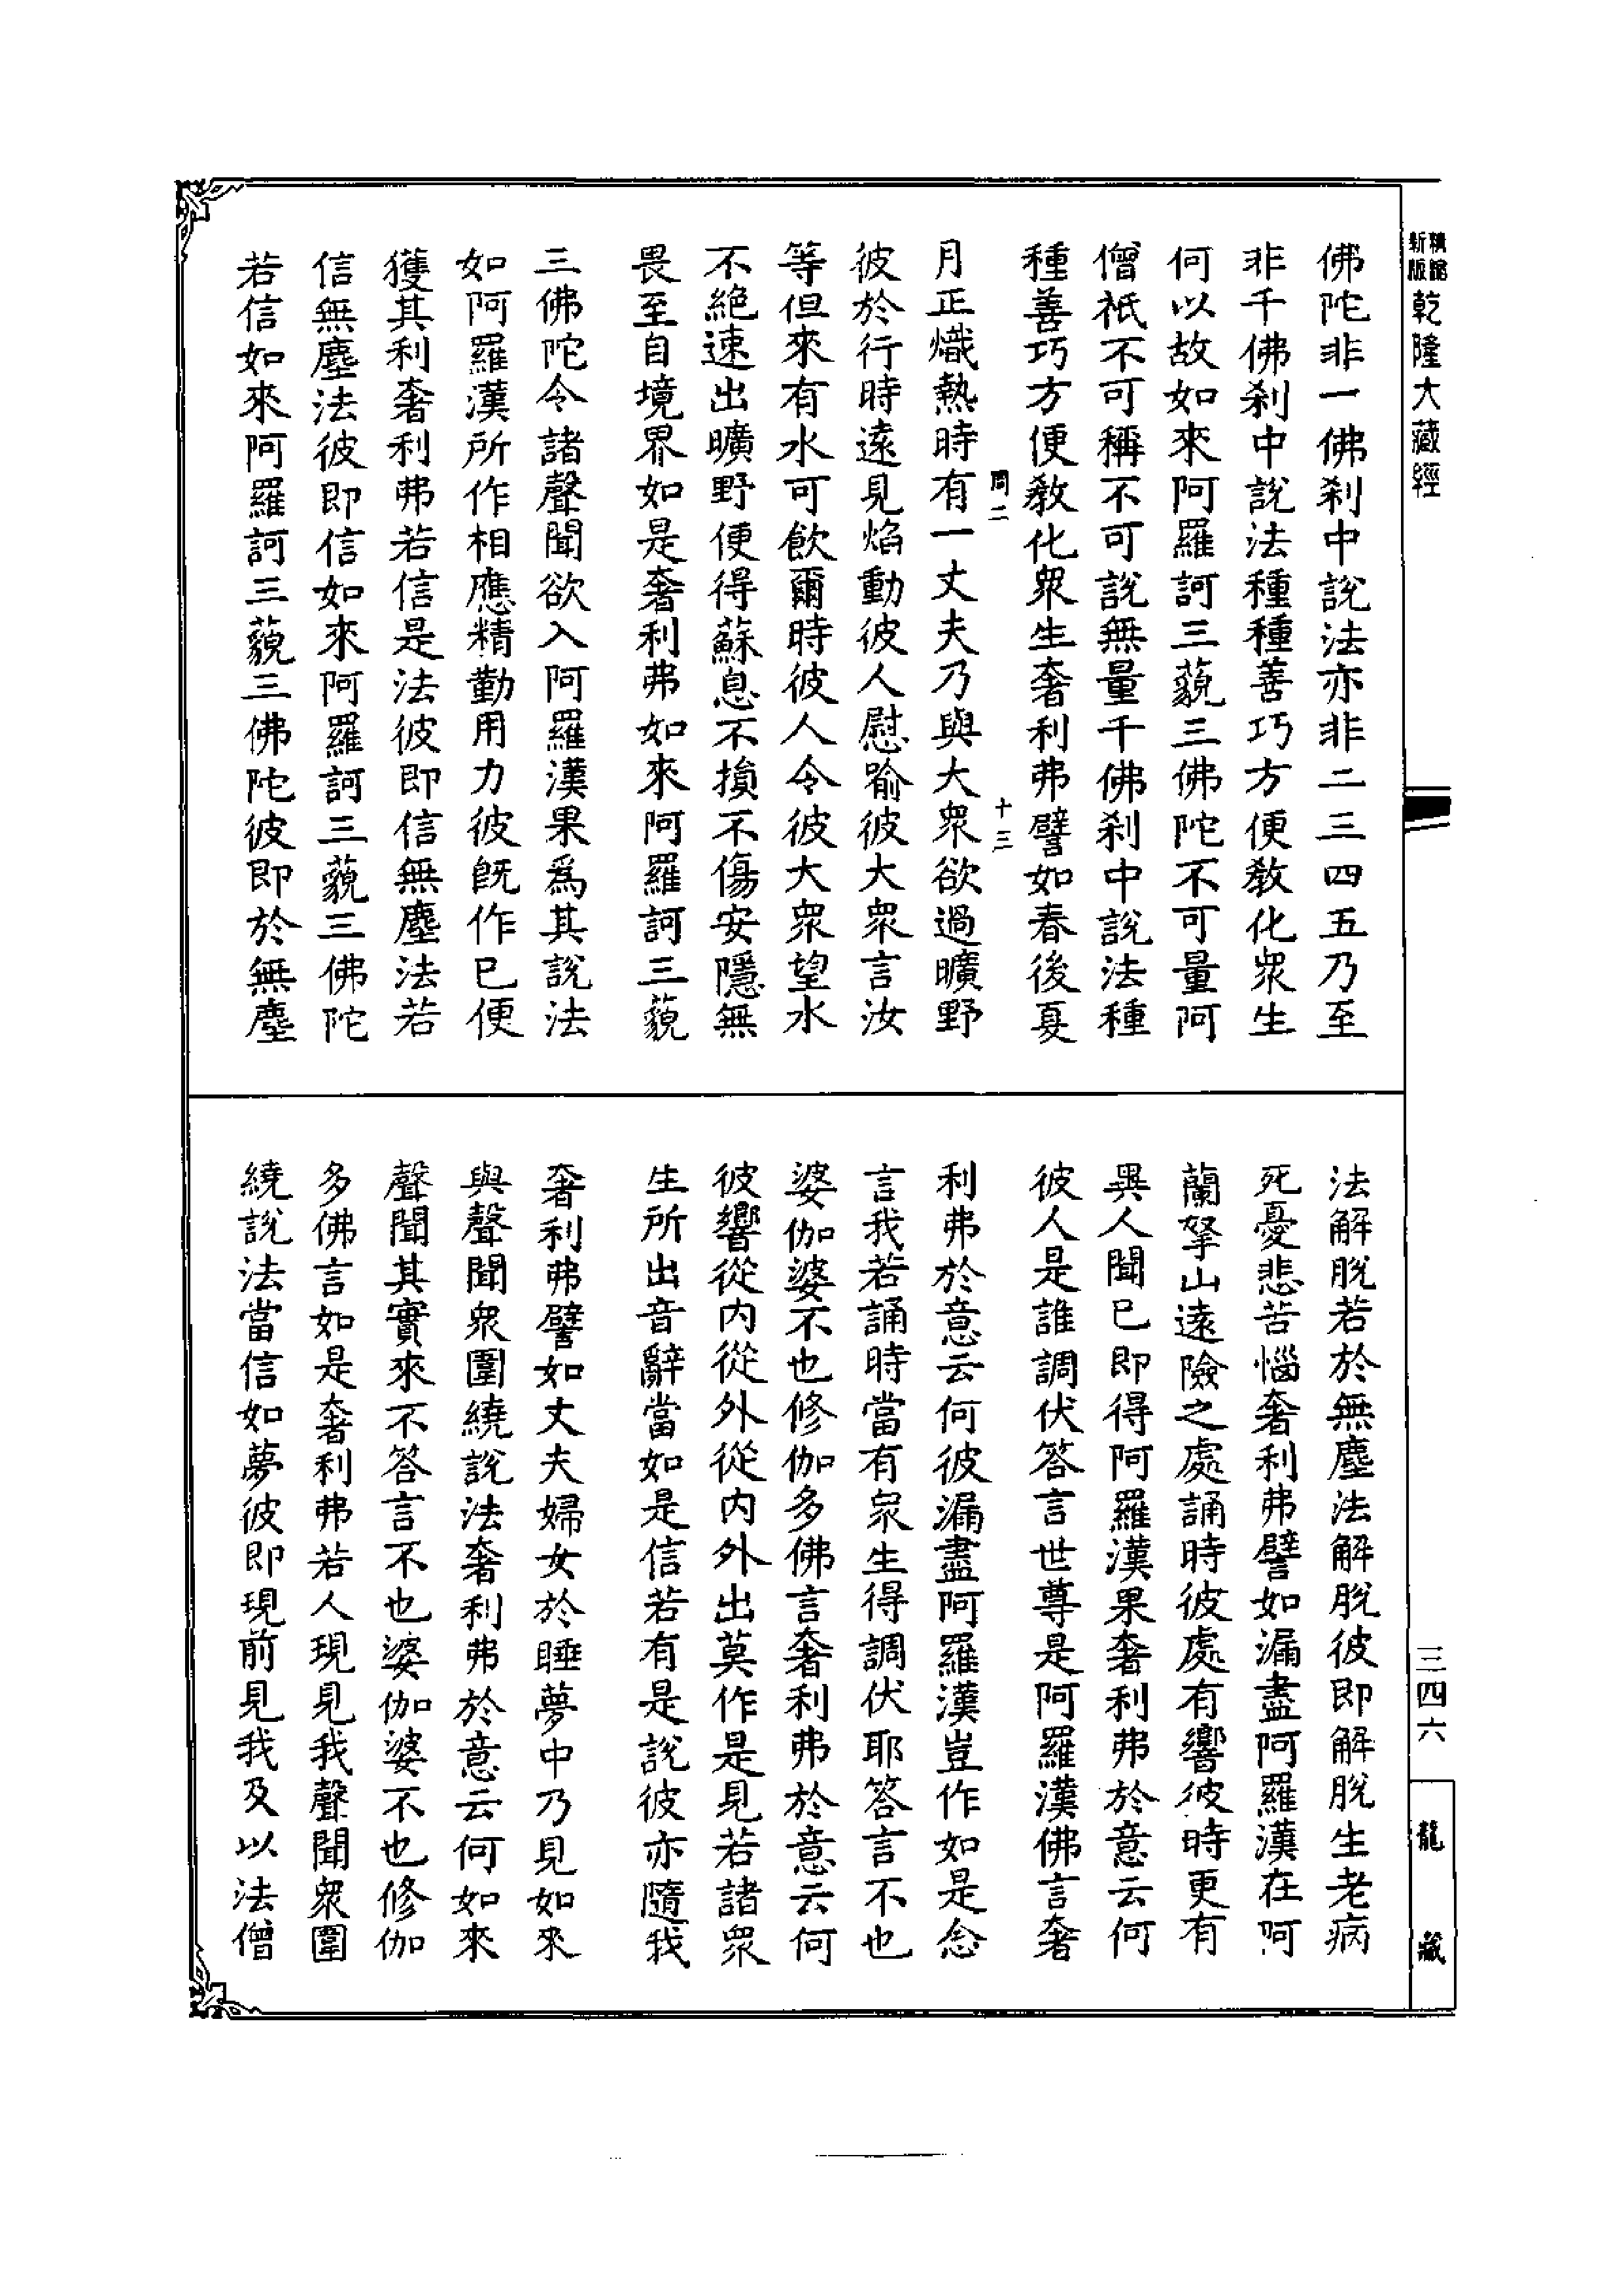 精縮新版乾隆大藏經
佛陀非一佛刹中說法亦非二三四五乃至
非千佛刹中說法種種善巧方便教化衆生
何以故如來阿羅訶三藐三佛陀不可量阿
僧祇不可稱不可說無量千佛刹中說法種
種善巧方便教化衆生奢利弗譬如春後夏
周二 十三
月正熾熱時有一丈夫乃與大衆欲過曠野
彼於行時遠見焰動彼人慰喻彼大衆言汝
等但來有水可飲爾時彼人令彼大衆望水
不絕速出曠野便得蘇息不損不傷安隱無
畏至自境界如是奢利弗如來阿羅訶三藐
三佛陀令諸聲聞欲入阿羅漢果爲其說法
如阿羅漢所作相應精勤用力彼旣作已便
獲其利奢利弗若信是法彼即信無塵法若
信無塵法彼即信如來阿羅訶三藐三佛陀
若信如來阿羅訶三藐三佛陀彼即於無塵
法解脫若於無塵法解脫彼即解脫生老病
死憂悲苦惱奢利弗譬如漏盡阿羅漢在阿
蘭拏山遠險之處誦時彼處有響彼時更有
異人聞已即得阿羅漢果奢利弗於意云何
彼人是誰調伏答言世尊是阿羅漢佛言奢
利弗於意云何彼漏盡阿羅漢豈作如是念
言我若誦時當有衆生得調伏耶答言不也
婆伽婆不也修伽多佛言奢利弗於意云何
彼響從内從外從内外出莫作是見若諸衆
生所出音辭當如是信若有是說彼亦隨我
奢利弗譬如丈夫婦女於睡夢中乃見如來
與聲聞衆圍繞說法奢利弗於意云何如來
聲聞其實來不答言不也婆伽婆不也修伽
多佛言如是奢利弗若人現見我聲聞衆圍
繞說法當信如夢彼即現前見我及以法僧
三四六
龍藏